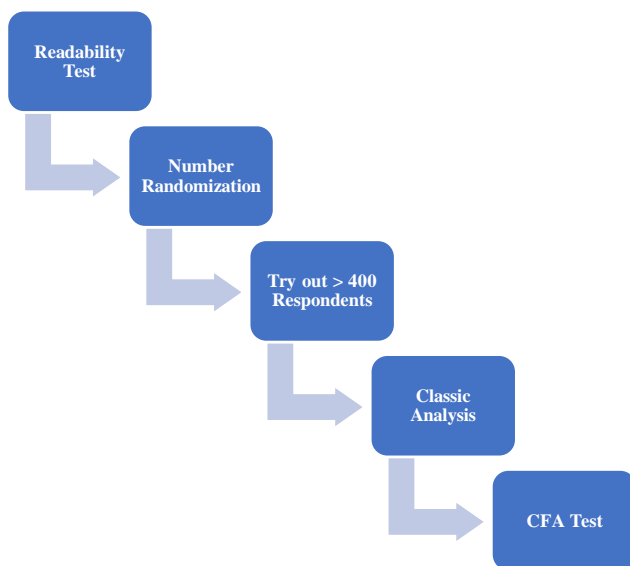 Readability
Test
Number
Randomization
Try out > 400
Respondents
Classic
Analysis
CFA Test